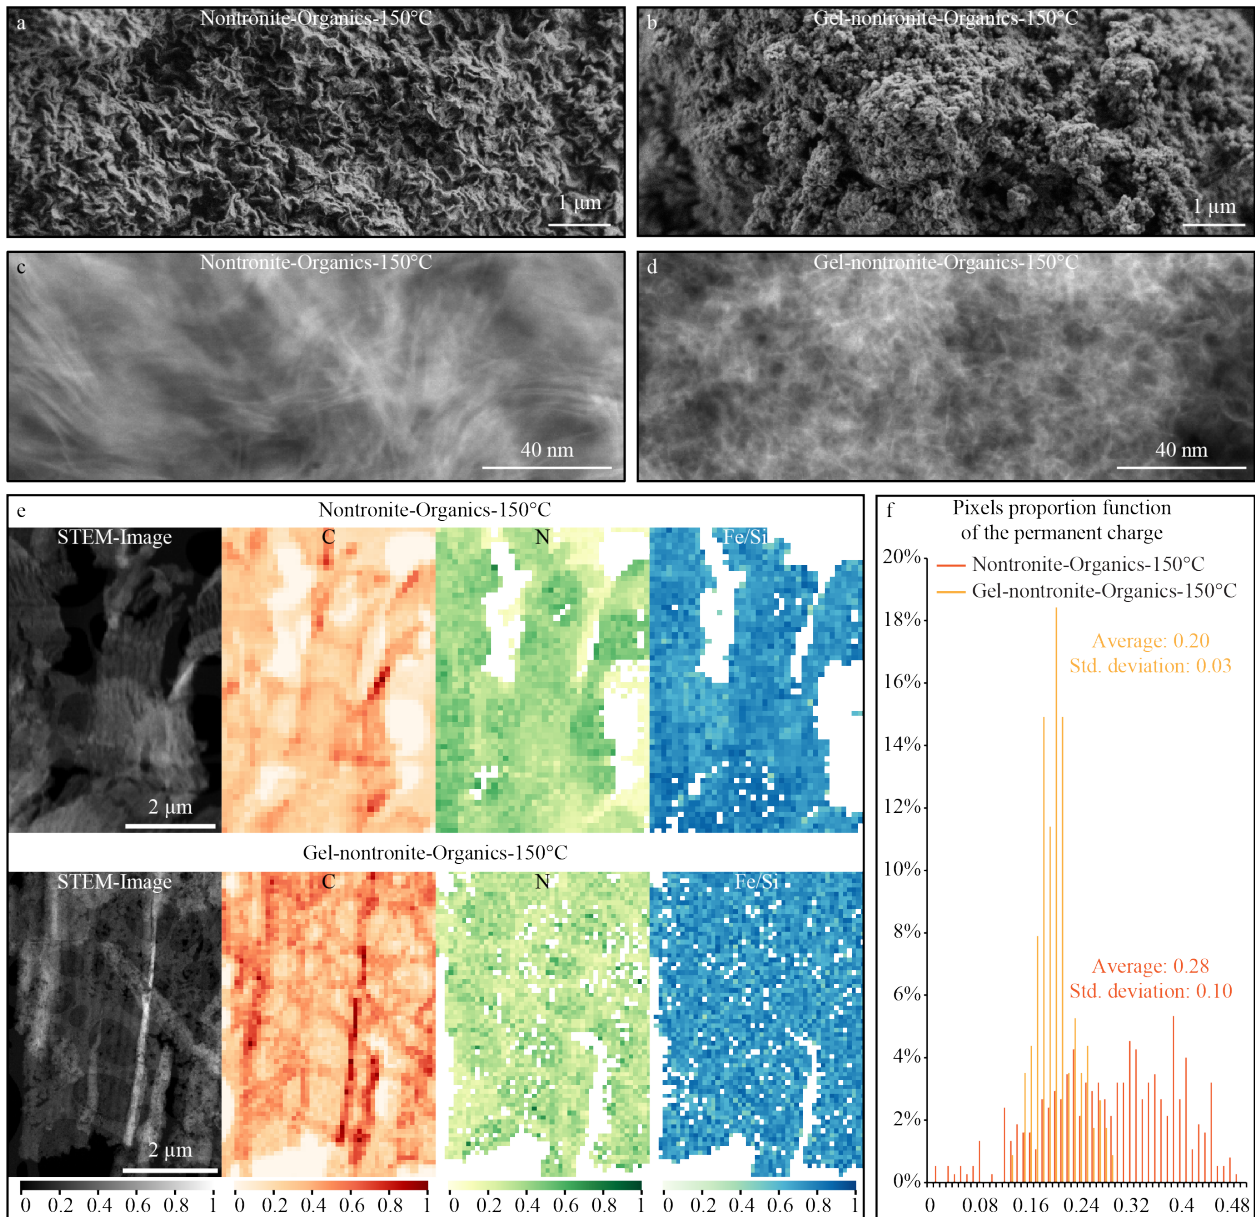 a
Nontronite-Organics-150°C
1 µm
b
Gel-nontronite-Organics-150°C
1 µm
c
Nontronite-Organics-150°C
40 nm
d
Gel-nontronite-Organics-150°C
40 nm
e
Nontronite-Organics-150°C
STEM-Image
C
N
Fe/Si
2 µm
Gel-nontronite-Organics-150°C
STEM-Image
C
N
Fe/Si
2 µm
0 0.2 0.4 0.6 0.8 1
0 0.2 0.4 0.6 0.8 1
0 0.2 0.4 0.6 0.8 1
0 0.2 0.4 0.6 0.8 1
f
Pixels proportion function
of the permanent charge
20%
18%
16%
14%
12%
10%
8%
6%
4%
2%
0%
Nontronite-Organics-150°C
Gel-nontronite-Organics-150°C
Average: 0.20
Std. deviation: 0.03
Average: 0.28
Std. deviation: 0.10
0 0.08 0.16 0.24 0.32 0.4 0.48